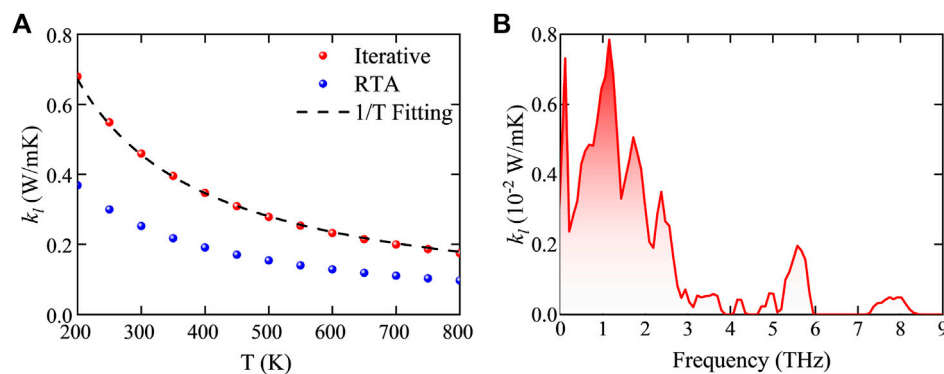 A
k_l (W/mK)
0.8
0.6
0.4
0.2
0.0
Iterative
RTA
1/T Fitting
200 300 400 500 600 700 800
T (K)
B
k_l (10^-2 W/mK)
0.8
0.6
0.4
0.2
0.0
0 1 2 3 4 5 6 7 8 9
Frequency (THz)